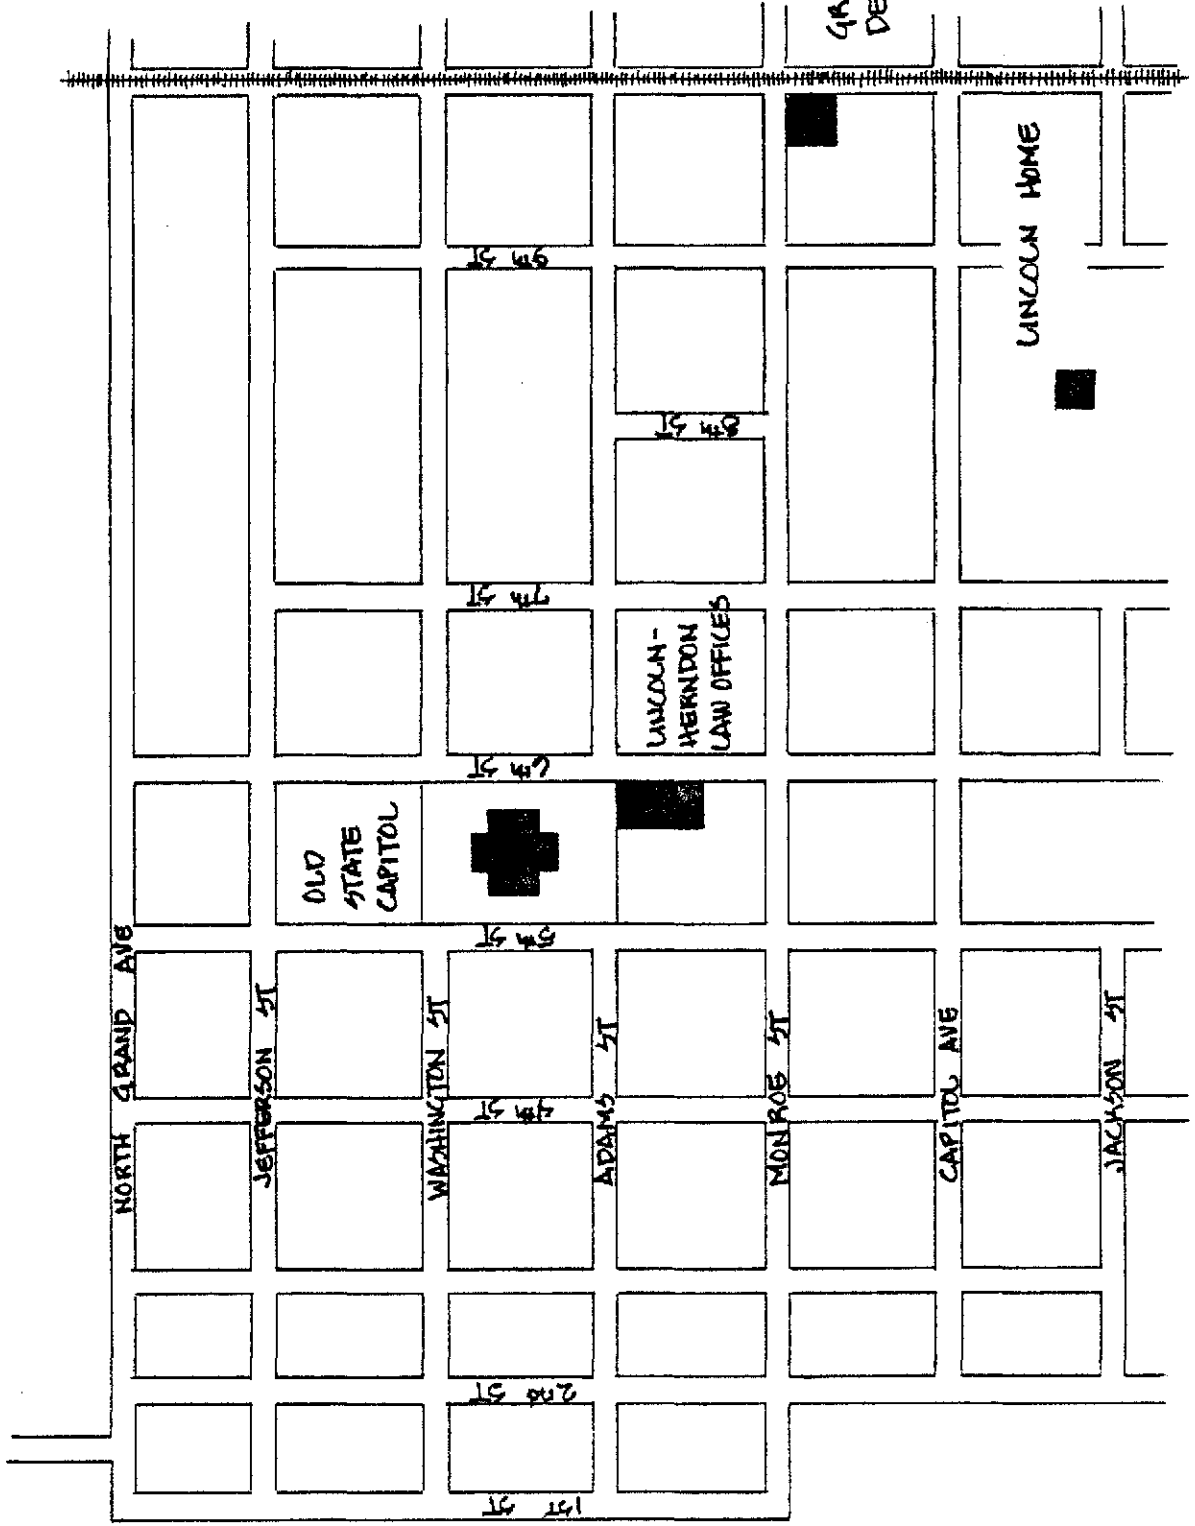 GR
DE
LINCOLN HOME
9TH ST
8TH ST
7TH ST
LINCOLN-
HERNDON
LAW OFFICES
6TH ST
OLD
STATE
CAPITOL
5TH ST
NORTH GRAND AVE
JEFFERSON ST
WASHINGTON ST
ADAMS ST
MONROE ST
CAPITOL AVE
JACKSON ST
4TH ST
2ND ST
1ST ST